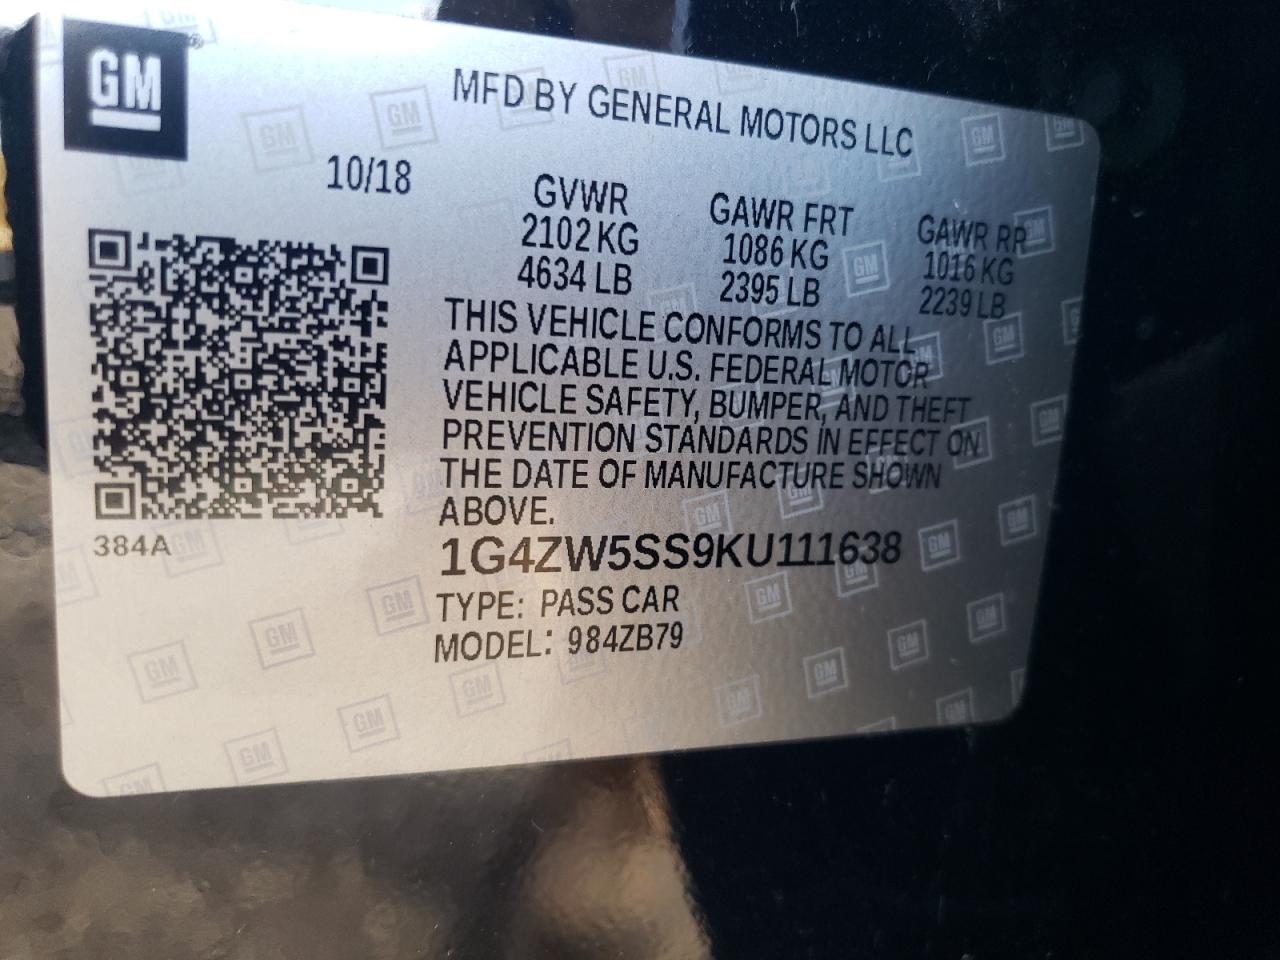 GM
MFD BY GENERAL MOTORS LLC
10/18
GVWR
2102 KG
4634 LB
GAWR FRT
1086 KG
2395 LB
GAWR RR
1016 KG
2239 LB
THIS VEHICLE CONFORMS TO ALL
APPLICABLE U.S. FEDERAL MOTOR
VEHICLE SAFETY, BUMPER, AND THEFT
PREVENTION STANDARDS IN EFFECT ON
THE DATE OF MANUFACTURE SHOWN
ABOVE.
384A
1G4ZW5SS9KU111638
TYPE: PASS CAR
MODEL: 984ZB79